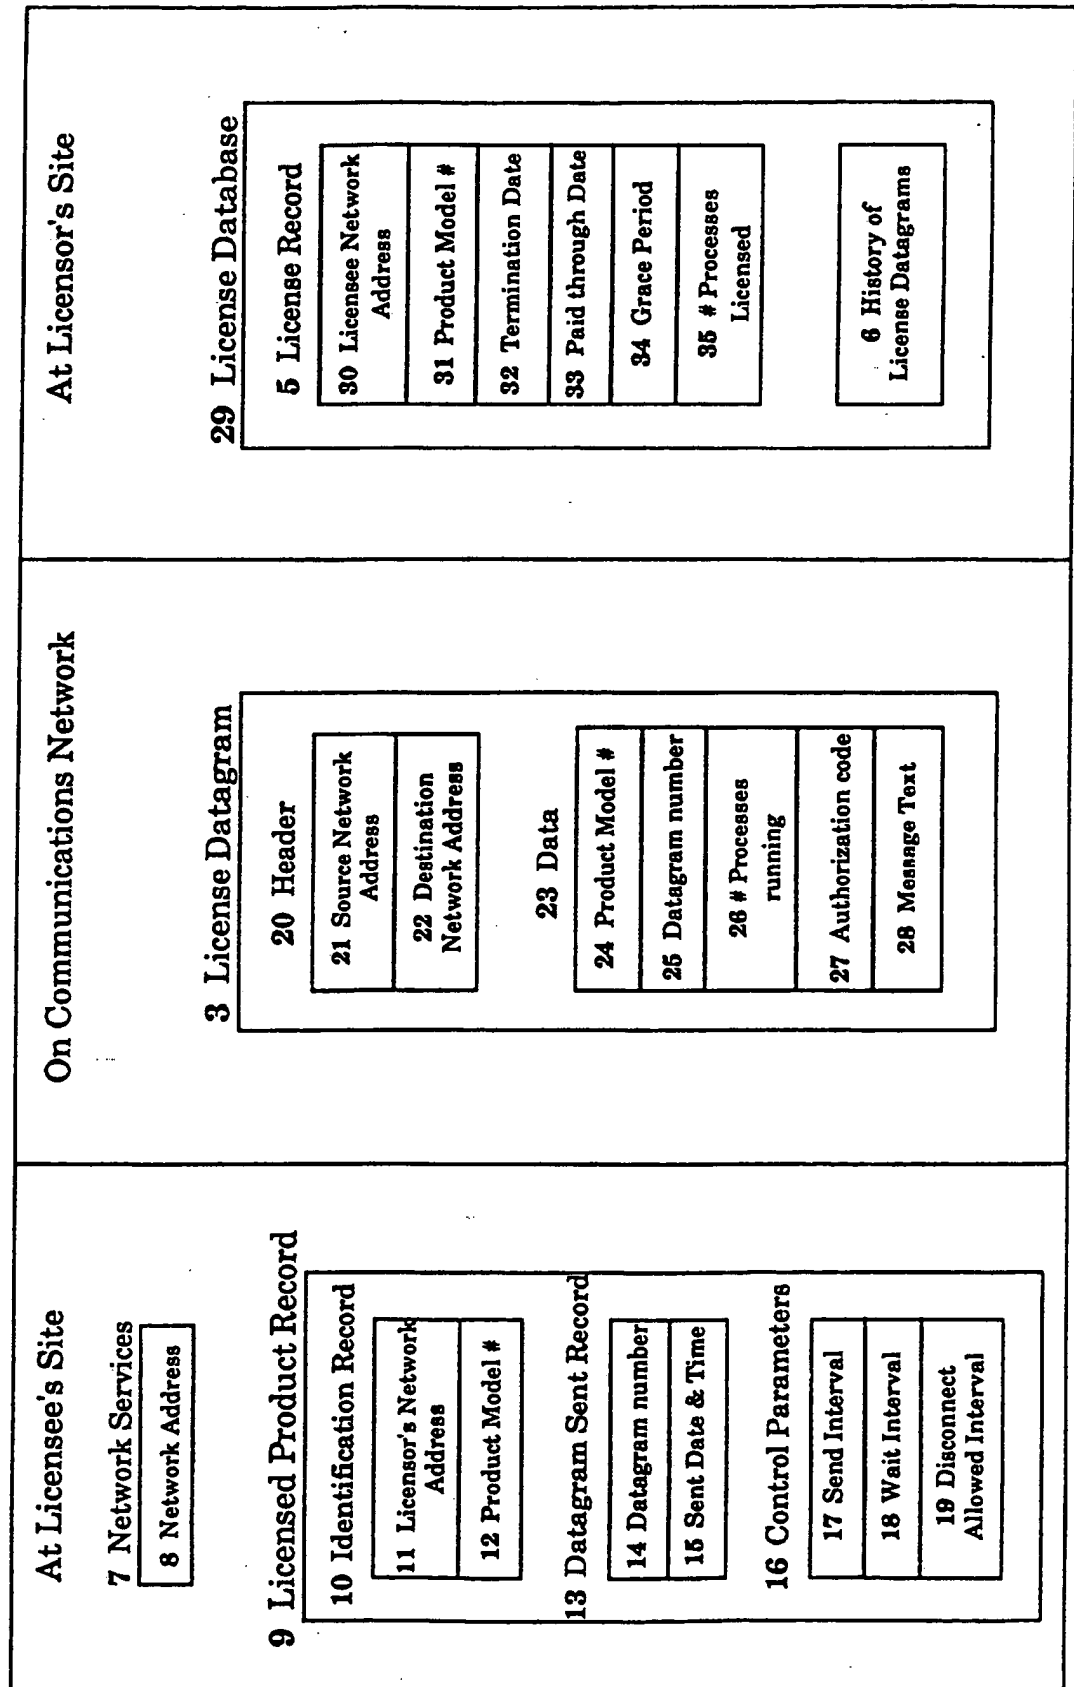 At Licensee's Site
7 Network Services
8 Network Address
9 Licensed Product Record
10 Identification Record
11 Licensor's Network
Address
12 Product Model #
13 Datagram Sent Record
14 Datagram number
15 Sent Date & Time
16 Control Parameters
17 Send Interval
18 Wait Interval
19 Disconnect
Allowed Interval
On Communications Network
3 License Datagram
20 Header
21 Source Network
Address
22 Destination
Network Address
23 Data
24 Product Model #
25 Datagram number
26 # Processes
running
27 Authorization code
28 Message Text
At Licensor's Site
29 License Database
5 License Record
30 Licensee Network
Address
31 Product Model #
32 Termination Date
33 Paid through Date
34 Grace Period
35 # Processes
Licensed
6 History of
License Datagrams